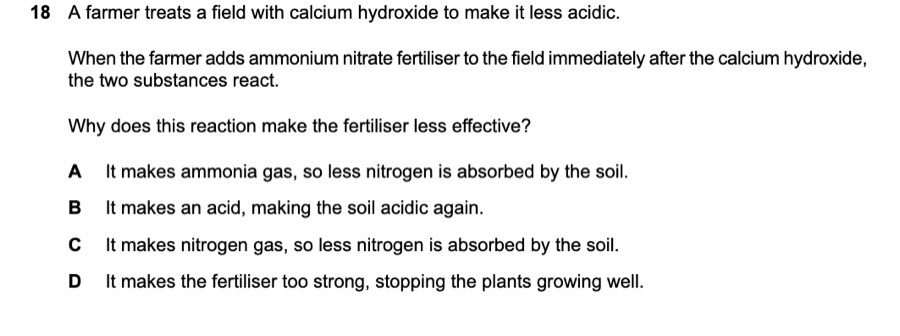 18 A farmer treats a field with calcium hydroxide to make it less acidic.
When the farmer adds ammonium nitrate fertiliser to the field immediately after the calcium hydroxide,
the two substances react.
Why does this reaction make the fertiliser less effective?
A It makes ammonia gas, so less nitrogen is absorbed by the soil.
B It makes an acid, making the soil acidic again.
C It makes nitrogen gas, so less nitrogen is absorbed by the soil.
D It makes the fertiliser too strong, stopping the plants growing well.